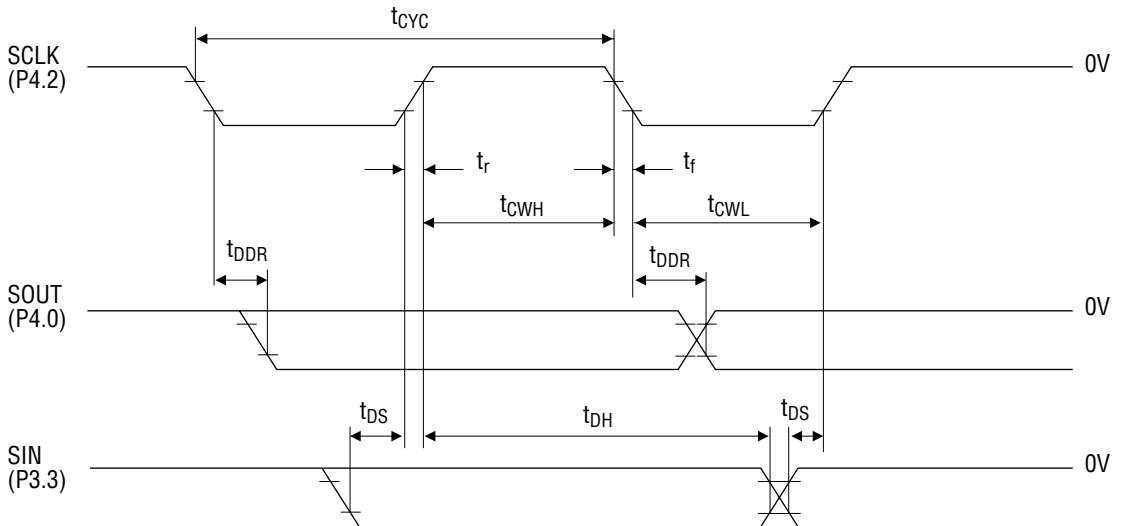 tCYC
SCLK
(P4.2)
0V
tr
tf
tCWH
tCWL
tDDR
tDDR
SOUT
(P4.0)
0V
tDS
tDH
tDS
SIN
(P3.3)
0V